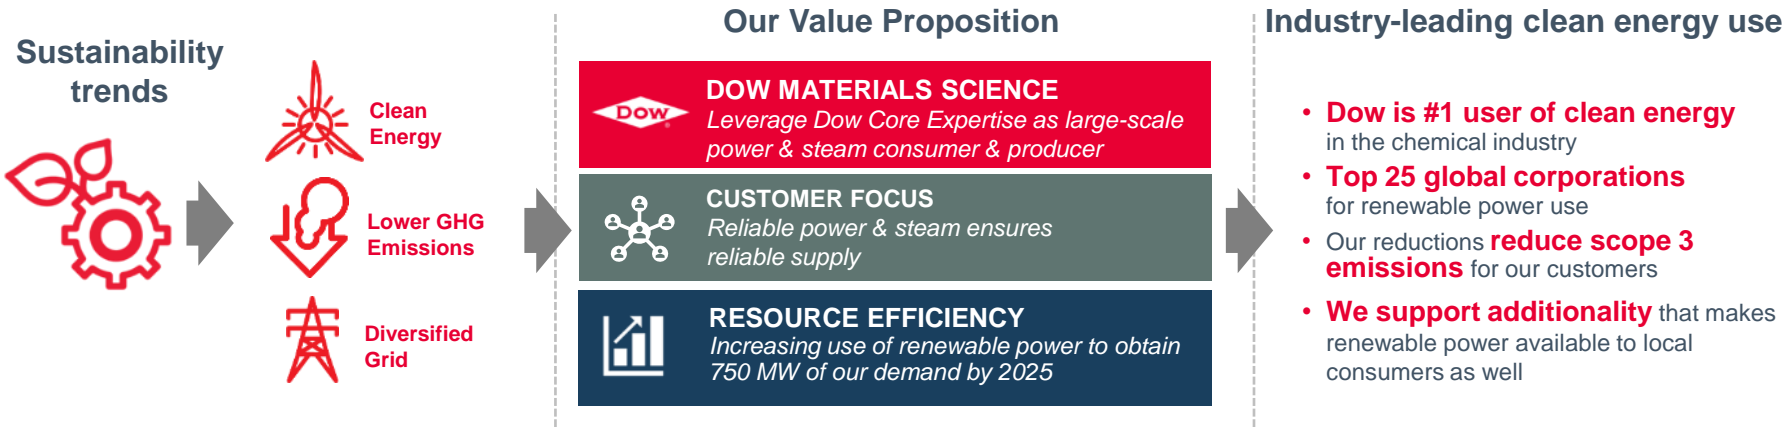 Sustainability
trends
Clean
Energy
Lower GHG
Emissions
Diversified
Grid
Our Value Proposition
DOW
DOW MATERIALS SCIENCE
Leverage Dow Core Expertise as large-scale
power & steam consumer & producer
CUSTOMER FOCUS
Reliable power & steam ensures
reliable supply
RESOURCE EFFICIENCY
Increasing use of renewable power to obtain
750 MW of our demand by 2025
Industry-leading clean energy use
• Dow is #1 user of clean energy
in the chemical industry
• Top 25 global corporations
for renewable power use
• Our reductions reduce scope 3
emissions for our customers
• We support additionality that makes
renewable power available to local
consumers as well